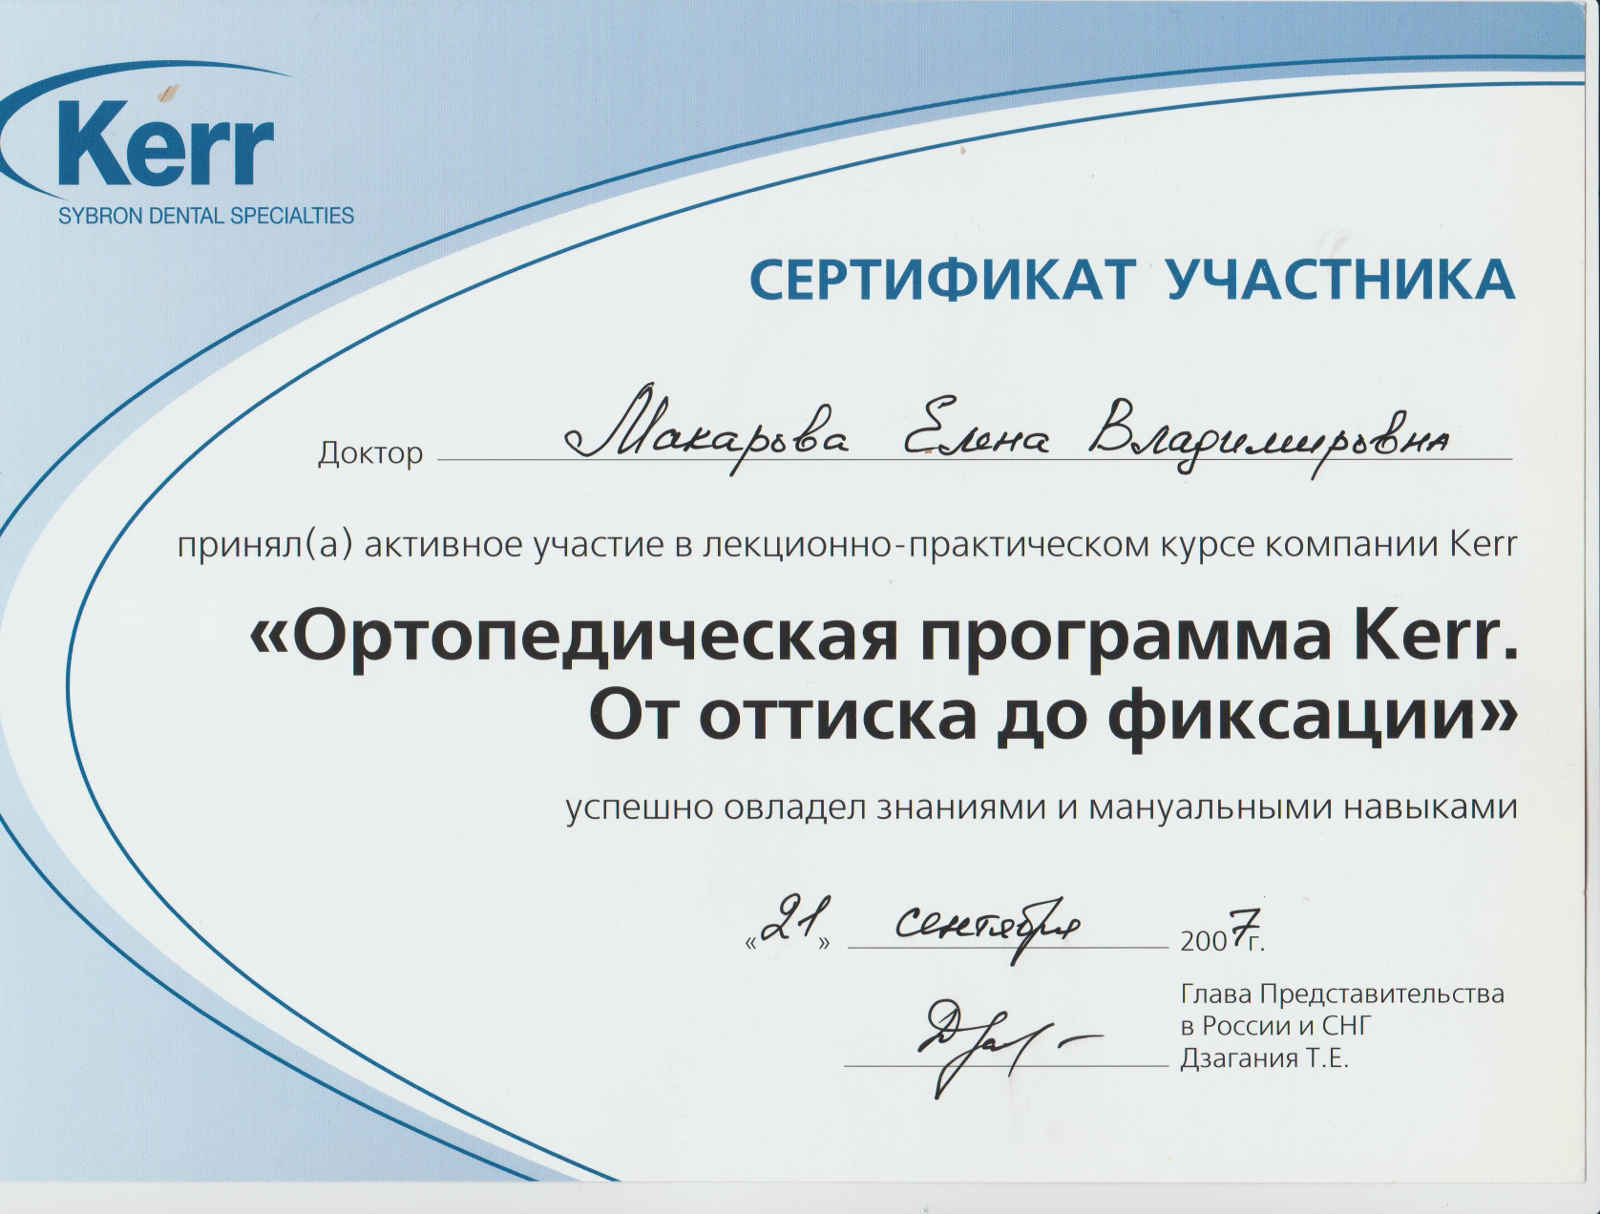 Kerr
SYBRON DENTAL SPECIALTIES
СЕРТИФИКАТ УЧАСТНИКА
Доктор Макарова Елена Владимировна
принял(а) активное участие в лекционно-практическом курсе компании Kerr
«Ортопедическая программа Kerr.
От оттиска до фиксации»
успешно овладел знаниями и мануальными навыками
«21» сентября 2007г.
Глава Представительства
в России и СНГ
Дзагания Т.Е.